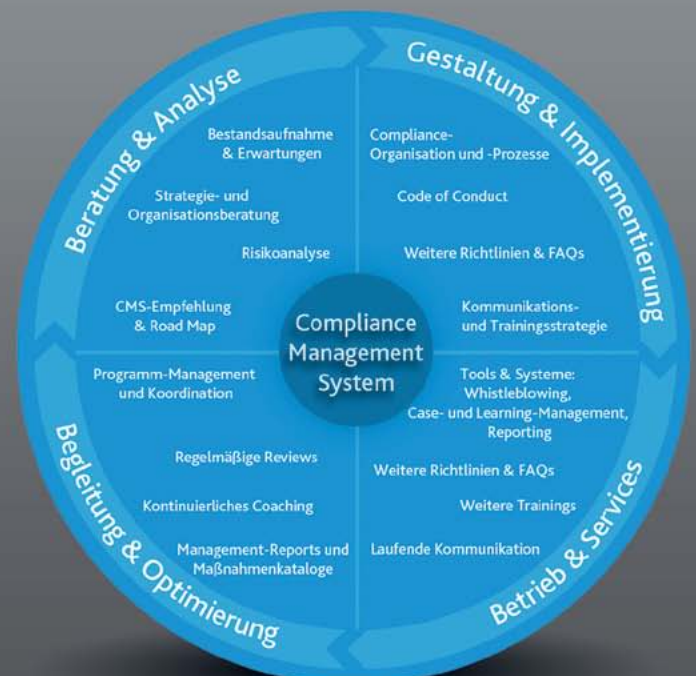 Beratung & Analyse
Bestandsaufnahme
& Erwartungen
Strategie- und
Organisationsberatung
Risikoanalyse
CMS-Empfehlung
& Road Map
Gestaltung & Implementierung
Compliance-
Organisation und -Prozesse
Code of Conduct
Weitere Richtlinien & FAQs
Kommunikations-
und Trainingsstrategie
Compliance
Management
System
Betrieb & Services
Tools & Systeme:
Whistleblowing,
Case- und Learning-Management,
Reporting
Weitere Richtlinien & FAQs
Weitere Trainings
Laufende Kommunikation
Begleitung & Optimierung
Programm-Management
und Koordination
Regelmäßige Reviews
Kontinuierliches Coaching
Management-Reports und
Maßnahmenkataloge